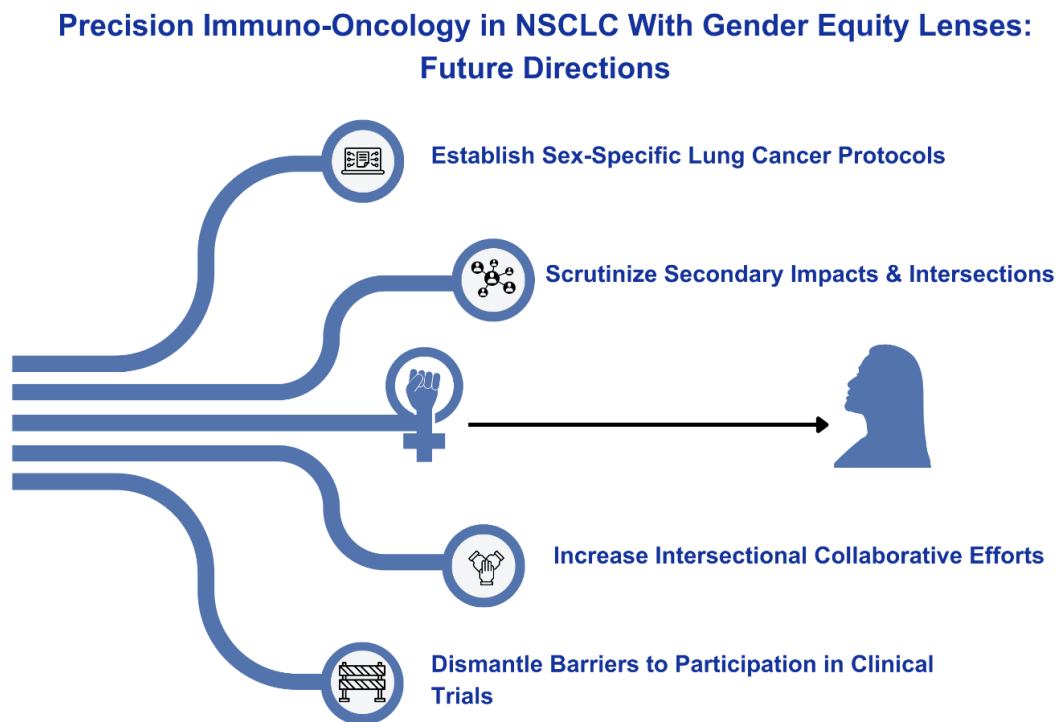 Precision Immuno-Oncology in NSCLC With Gender Equity Lenses:
Future Directions
Establish Sex-Specific Lung Cancer Protocols
Scrutinize Secondary Impacts & Intersections
Increase Intersectional Collaborative Efforts
Dismantle Barriers to Participation in Clinical
Trials